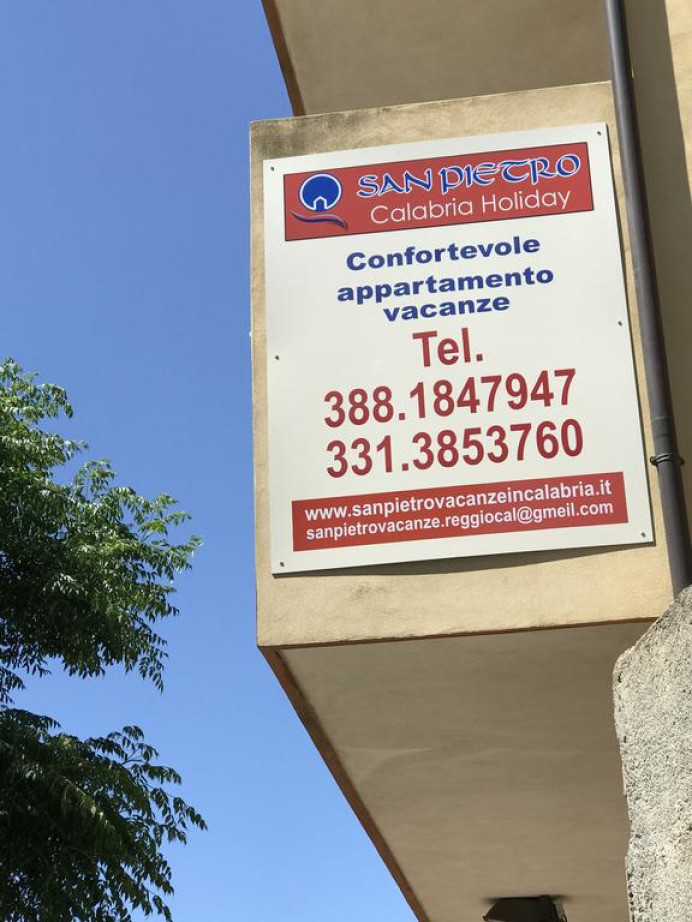 SAN PIETRO
Calabria Holiday
Confortevole
appartamento
vacanze
Tel.
388.1847947
331.3853760
www.sanpietrovacanzeincalabria.it
sanpietrovacanze.reggiocal@gmeil.com